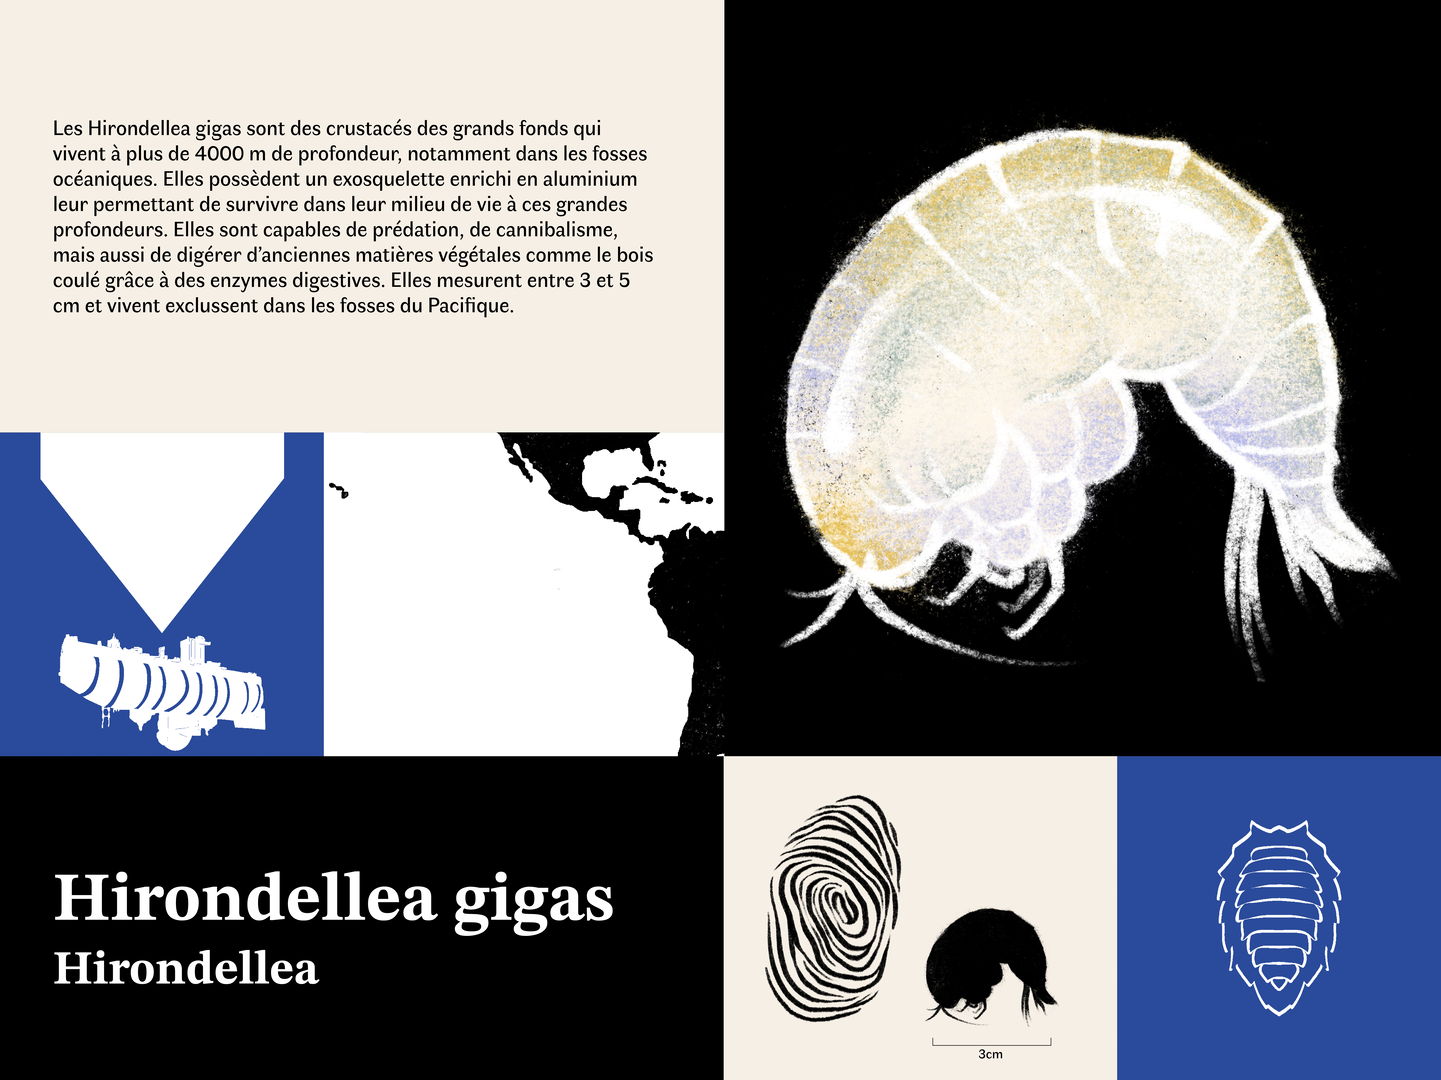 Les Hirondellea gigas sont des crustacés des grands fonds qui
vivent à plus de 4000 m de profondeur, notamment dans les fosses
océaniques. Elles possèdent un exosquelette enrichi en aluminium
leur permettant de survivre dans leur milieu de vie à ces grandes
profondeurs. Elles sont capables de prédation, de cannibalisme,
mais aussi de digérer d’anciennes matières végétales comme le bois
coulé grâce à des enzymes digestives. Elles mesurent entre 3 et 5
cm et vivent exclussent dans les fosses du Pacifique.
Hirondellea gigas
Hirondellea
3cm